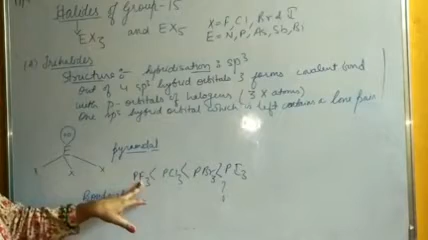 Halides of Group-15
EX3 and EX5
X=F, Cl, Br & I
E = N, P, As, Sb, Bi
(a) Trihalides
Structure :- hybridisation is sp3
Out of 4 sp3 hybrid orbitals 3 forms covalent bond
with p-orbitals of halogens (3 X atoms)
One sp3 hybrid orbital which is left contains a lone pair
E
X X
pyramidal
PF3 < PCl3 < PBr3 < PI3
?
Bond